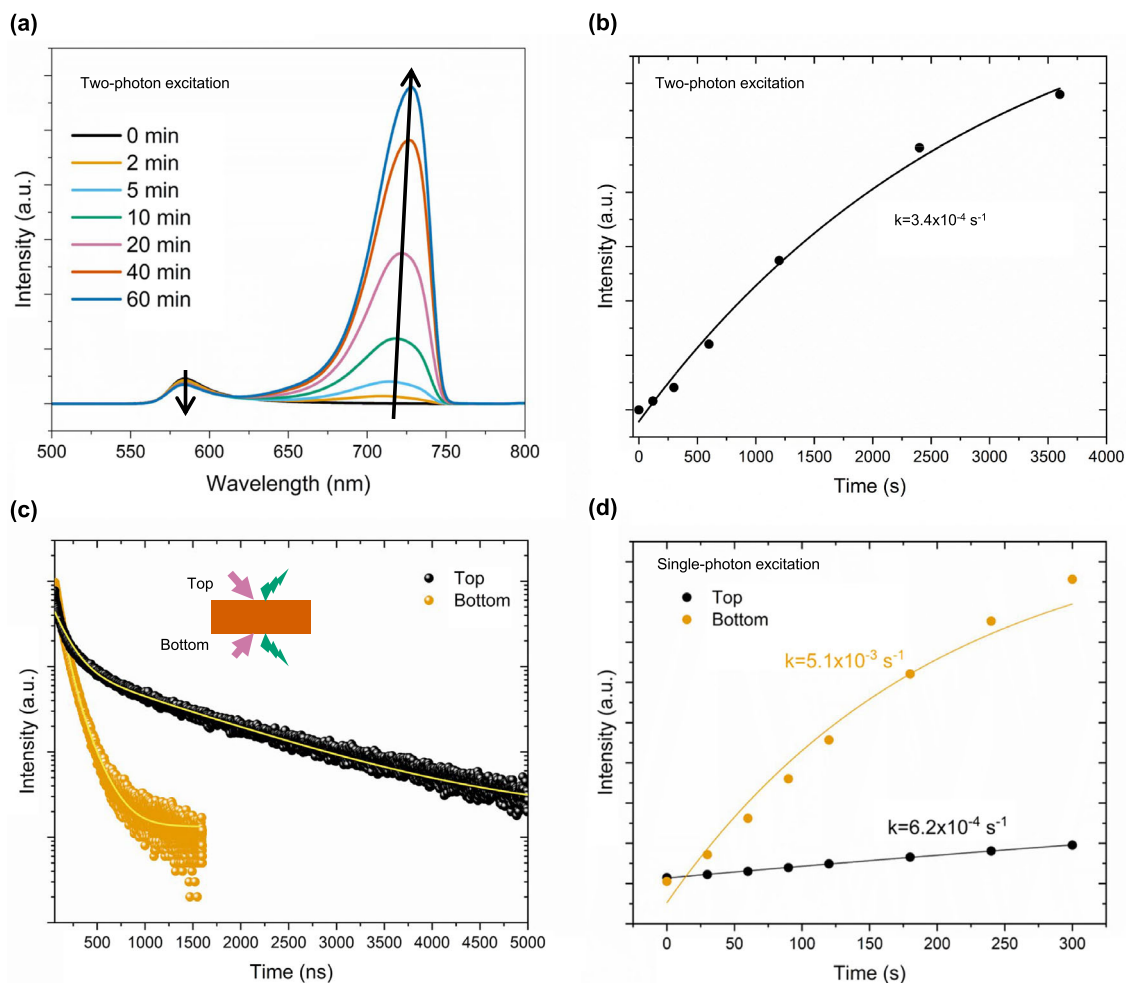 (a)
Two-photon excitation
0 min
2 min
5 min
10 min
20 min
40 min
60 min
Intensity (a.u.)
500 550 600 650 700 750 800
Wavelength (nm)
(b)
Two-photon excitation
k=3.4x10⁻⁴ s⁻¹
Intensity (a.u.)
0 500 1000 1500 2000 2500 3000 3500 4000
Time (s)
(c)
Top
Bottom
Top
Bottom
Intensity (a.u.)
500 1000 1500 2000 2500 3000 3500 4000 4500 5000
Time (ns)
(d)
Single-photon excitation
Top
Bottom
k=5.1x10⁻³ s⁻¹
k=6.2x10⁻⁴ s⁻¹
Intensity (a.u.)
0 50 100 150 200 250 300
Time (s)